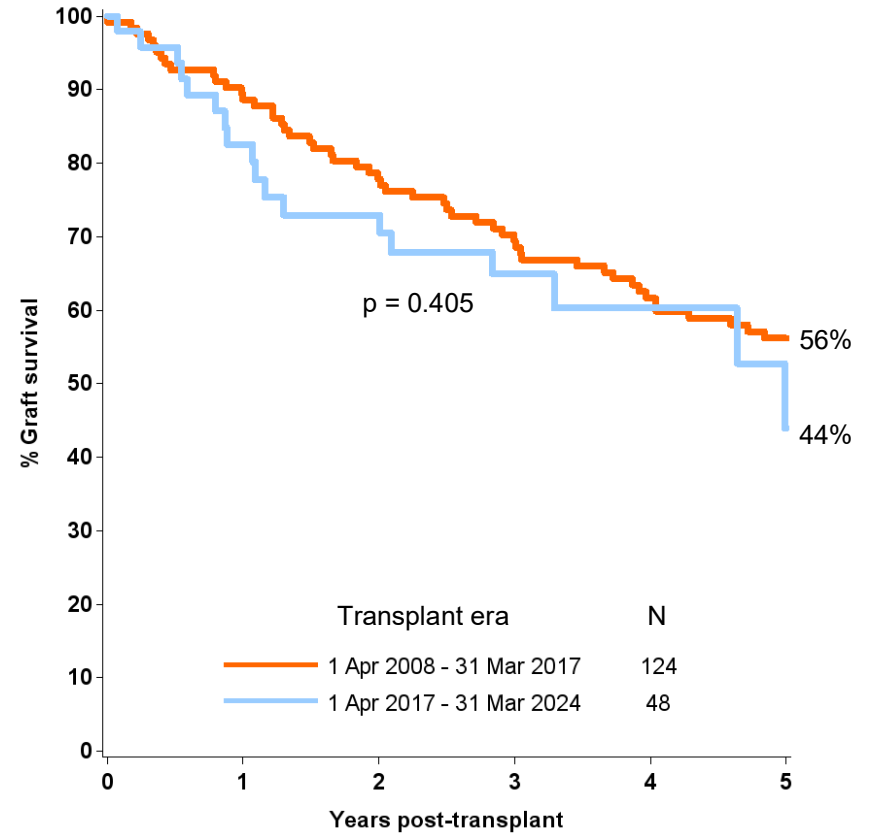 100
90
80
70
60
50
40
30
20
10
0
% Graft survival
p = 0.405
56%
44%
Transplant era N
1 Apr 2008 - 31 Mar 2017 124
1 Apr 2017 - 31 Mar 2024 48
0 1 2 3 4 5
Years post-transplant